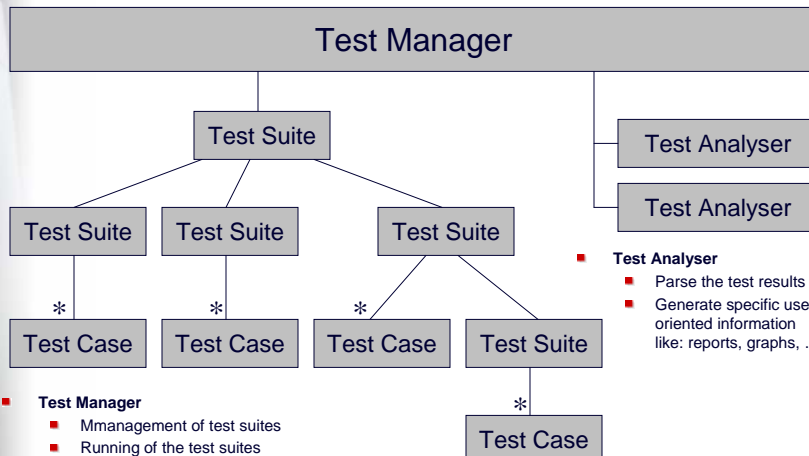 Test Manager
Test Suite
Test Analyser
Test Analyser
Test Suite
Test Suite
Test Suite
* * *
Test Case
Test Case
Test Case
Test Suite
*
Test Case
Test Analyser
Parse the test results
Generate specific use
oriented information
like: reports, graphs, .
Test Manager
Mmanagement of test suites
Running of the test suites